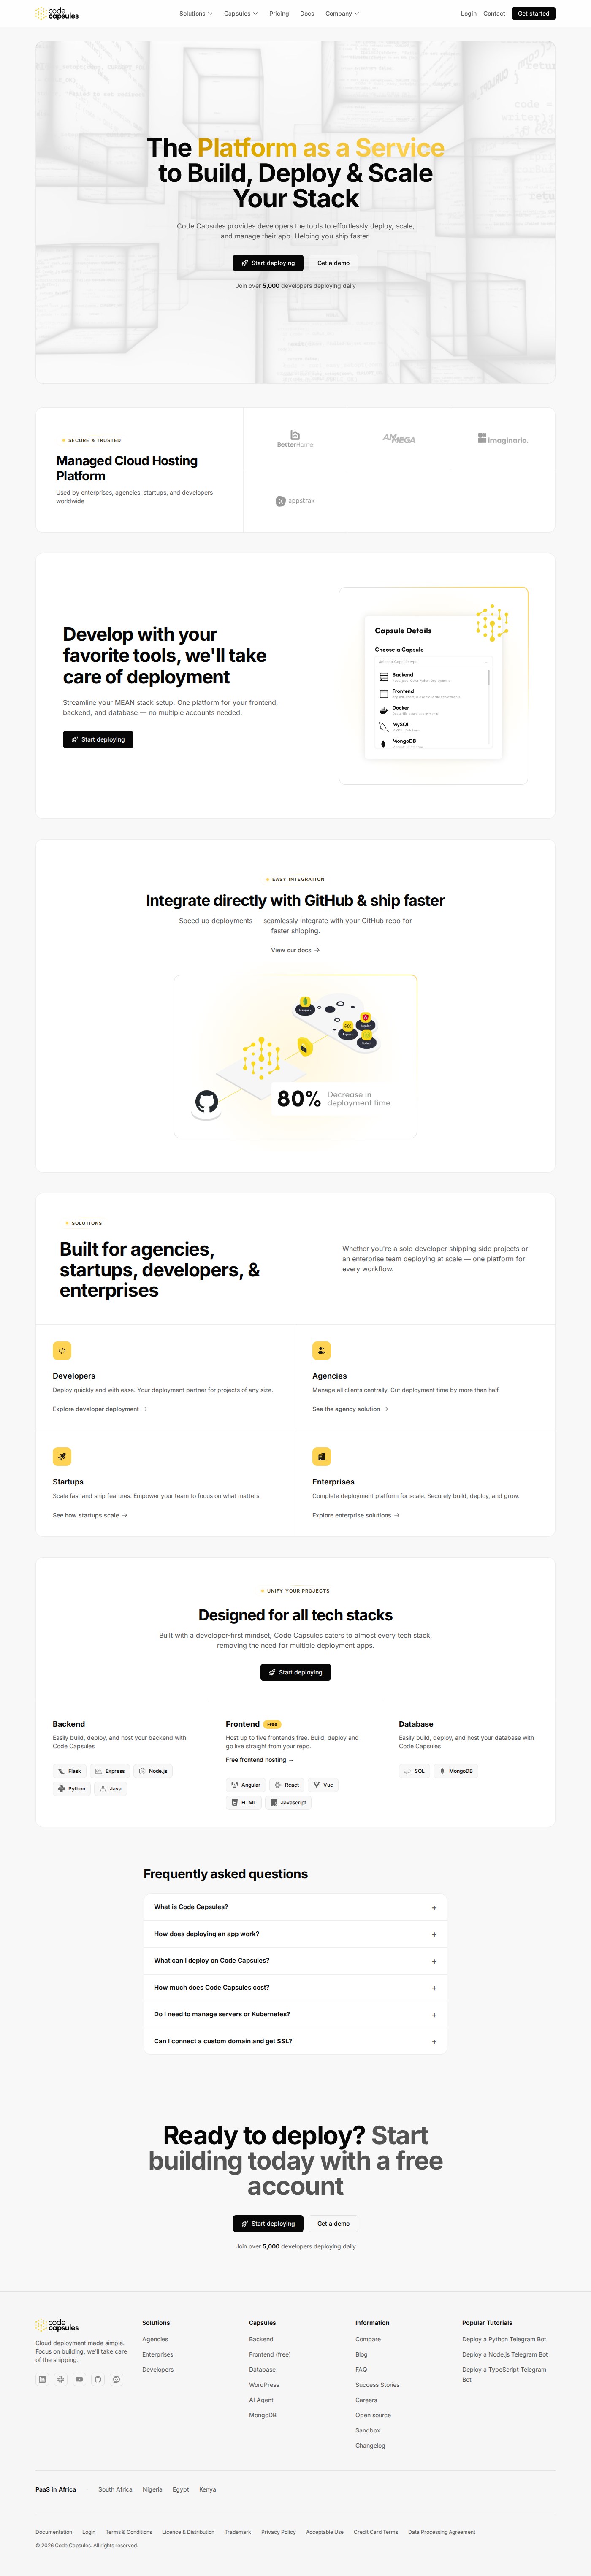 code
capsules
Solutions
Capsules
Pricing
Docs
Company
Login
Contact
Get started
The Platform as a Service
to Build, Deploy & Scale
Your Stack
Code Capsules provides developers the tools to effortlessly deploy, scale,
and manage their app. Helping you ship faster.
Start deploying
Get a demo
Join over 5,000 developers deploying daily
SECURE & TRUSTED
Managed Cloud Hosting
Platform
Used by enterprises, agencies, startups, and developers
worldwide
BetterHome
AMMEGA
imaginario.
appstrax
Develop with your
favorite tools, we'll take
care of deployment
Streamline your MEAN stack setup. One platform for your frontend,
backend, and database — no multiple accounts needed.
Start deploying
Capsule Details
Choose a Capsule
Select a Capsule type
Backend
Frontend
Docker
MySQL
MongoDB
EASY INTEGRATION
Integrate directly with GitHub & ship faster
Speed up deployments — seamlessly integrate with your GitHub repo for
faster shipping.
View our docs →
80%
Decrease in
deployment time
SOLUTIONS
Built for agencies,
startups, developers, &
enterprises
Whether you're a solo developer shipping side projects or
an enterprise team deploying at scale — one platform for
every workflow.
Developers
Deploy quickly and with ease. Your deployment partner for projects of any size.
Explore developer deployment →
Agencies
Manage all clients centrally. Cut deployment time by more than half.
See the agency solution →
Startups
Scale fast and ship features. Empower your team to focus on what matters.
See how startups scale →
Enterprises
Complete deployment platform for scale. Securely build, deploy, and grow.
Explore enterprise solutions →
UNIFY YOUR PROJECTS
Designed for all tech stacks
Built with a developer-first mindset, Code Capsules caters to almost every tech stack,
removing the need for multiple deployment apps.
Start deploying
Backend
Easily build, deploy, and host your backend with
Code Capsules
Flask
Express
Node.js
Python
Java
Frontend Free
Host up to five frontends free. Build, deploy and
go live straight from your repo.
Free frontend hosting →
Angular
React
Vue
HTML
Javascript
Database
Easily build, deploy, and host your database with
Code Capsules
SQL
MongoDB
Frequently asked questions
What is Code Capsules? +
How does deploying an app work? +
What can I deploy on Code Capsules? +
How much does Code Capsules cost? +
Do I need to manage servers or Kubernetes? +
Can I connect a custom domain and get SSL? +
Ready to deploy? Start
building today with a free
account
Start deploying
Get a demo
Join over 5,000 developers deploying daily
code
capsules
Cloud deployment made simple.
Focus on building, we'll take care
of the shipping.
Solutions
Agencies
Enterprises
Developers
Capsules
Backend
Frontend (free)
Database
WordPress
AI Agent
MongoDB
Information
Compare
Blog
FAQ
Success Stories
Careers
Open source
Sandbox
Changelog
Popular Tutorials
Deploy a Python Telegram Bot
Deploy a Node.js Telegram Bot
Deploy a TypeScript Telegram
Bot
PaaS in Africa
South Africa
Nigeria
Egypt
Kenya
Documentation
Login
Terms & Conditions
Licence & Distribution
Trademark
Privacy Policy
Acceptable Use
Credit Card Terms
Data Processing Agreement
© 2026 Code Capsules. All rights reserved.